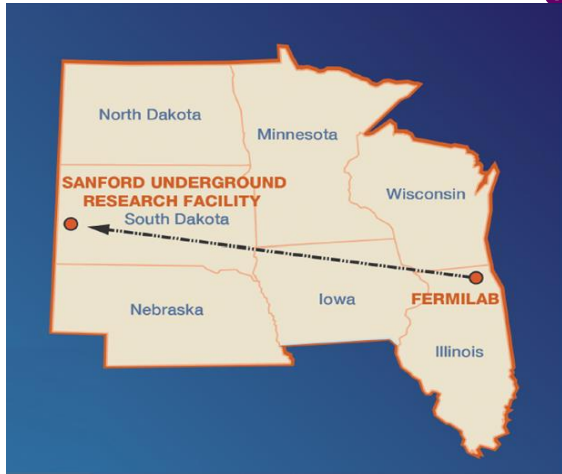 North Dakota
Minnesota
SANFORD UNDERGROUND
RESEARCH FACILITY
South Dakota
Wisconsin
Nebraska
Iowa
FERMILAB
Illinois